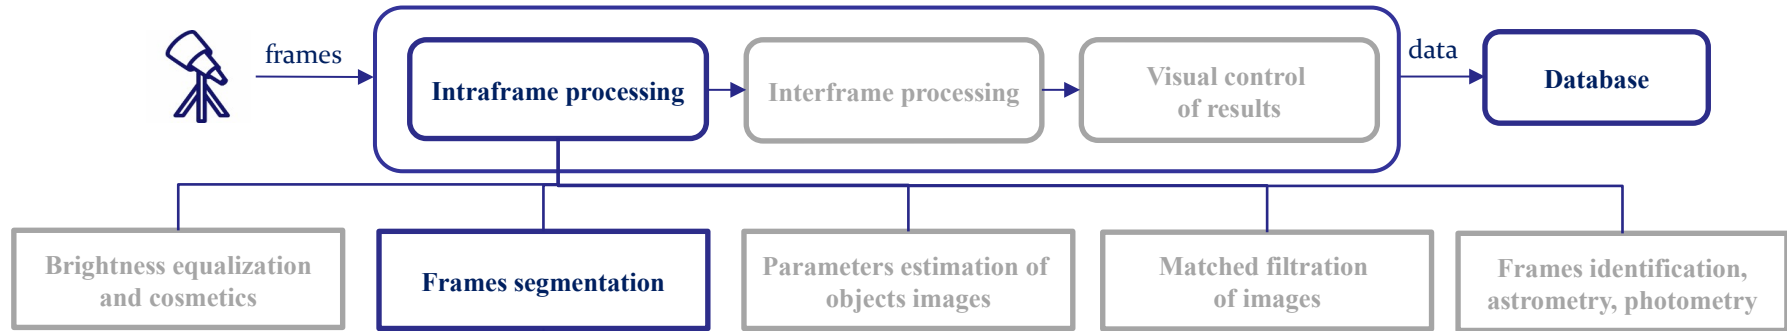 frames
Intraframe processing
Interframe processing
Visual control
of results
data
Database
Brightness equalization
and cosmetics
Frames segmentation
Parameters estimation of
objects images
Matched filtration
of images
Frames identification,
astrometry, photometry